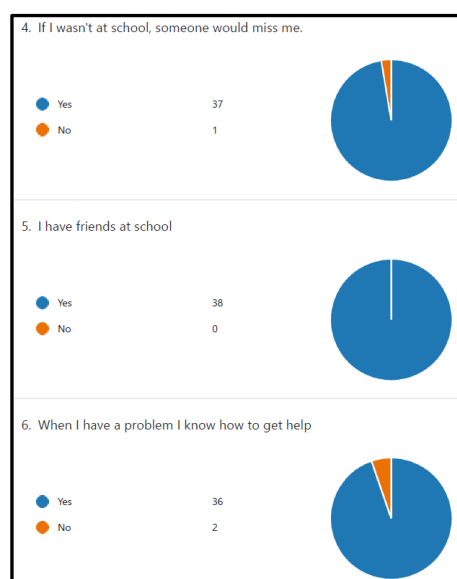 4. If I wasn't at school, someone would miss me.
Yes 37
No 1
5. I have friends at school
Yes 38
No 0
6. When I have a problem I know how to get help
Yes 36
No 2